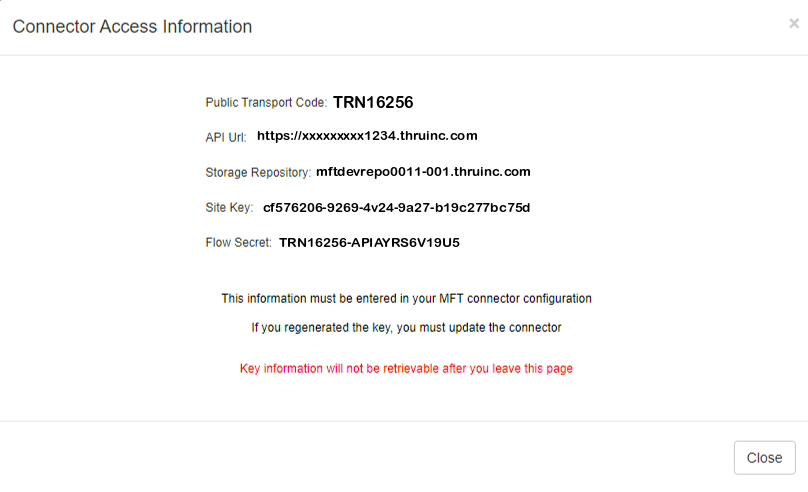 Connector Access Information
×
Public Transport Code: TRN16256
API Url: https://xxxxxxxxx1234.thruinc.com
Storage Repository: mftdevrepo0011-001.thruinc.com
Site Key: cf576206-9269-4v24-9a27-b19c277bc75d
Flow Secret: TRN16256-APIAYRS6V19U5
This information must be entered in your MFT connector configuration
If you regenerated the key, you must update the connector
Key information will not be retrievable after you leave this page
Close